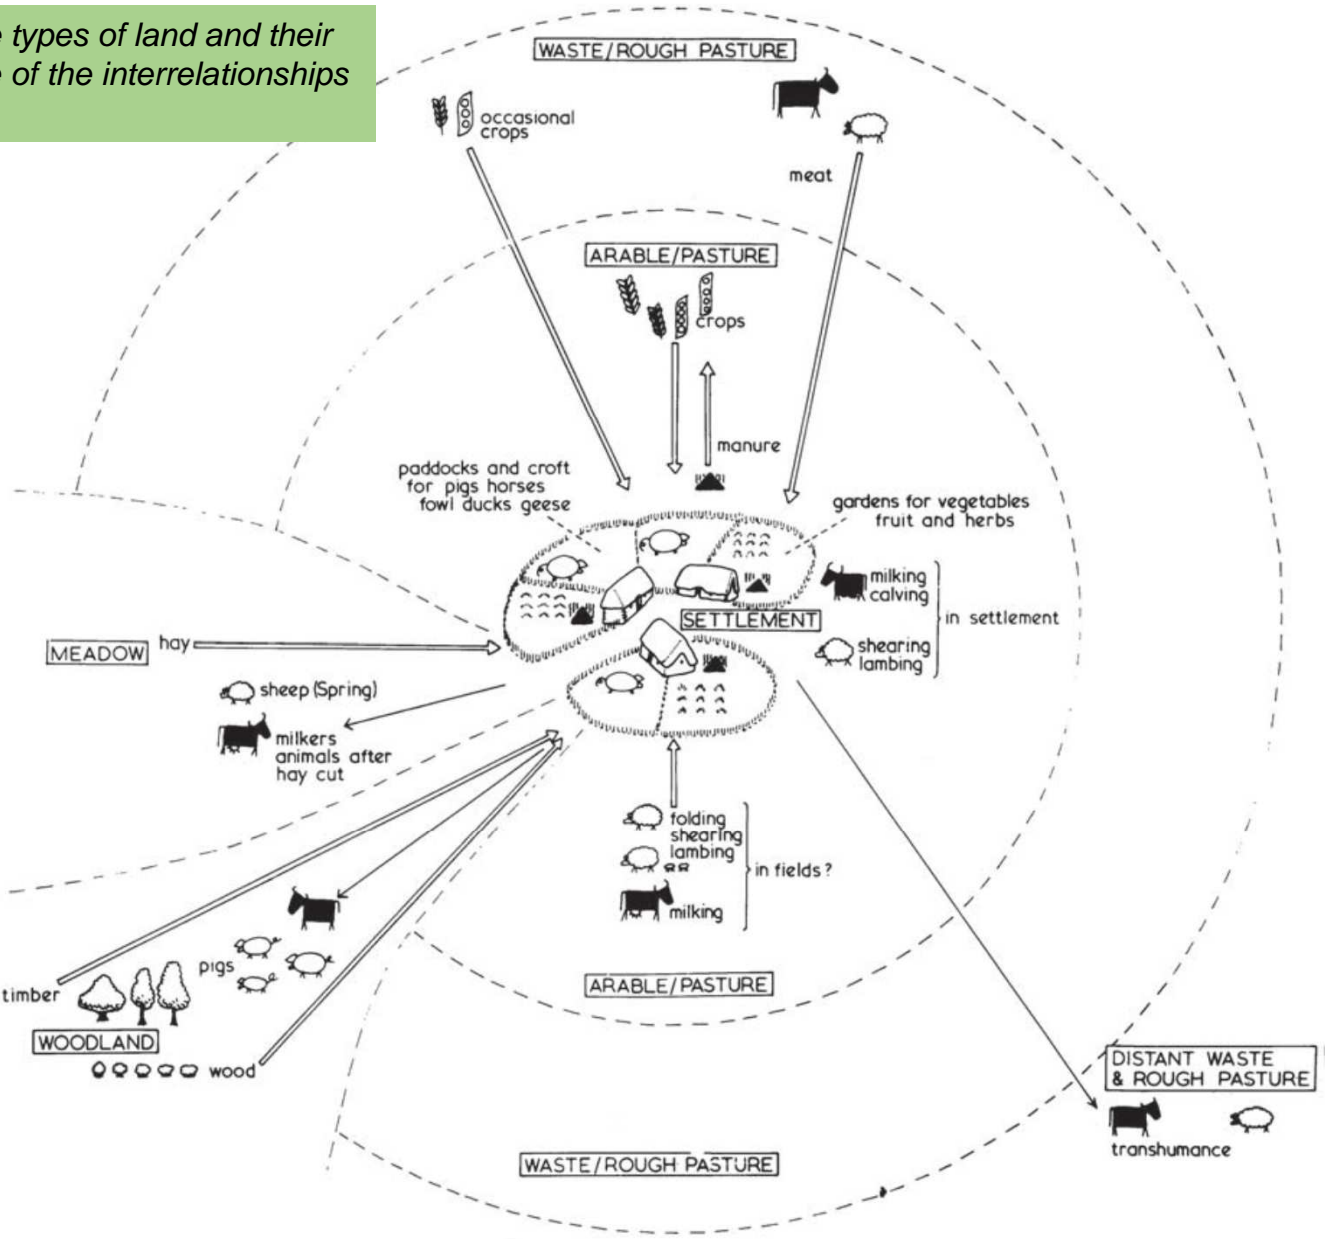 types of land and their
of the interrelationships
WASTE/ROUGH PASTURE
occasional
crops
meat
ARABLE/PASTURE
crops
manure
paddocks and croft
for pigs horses
fowl ducks geese
gardens for vegetables
fruit and herbs
milking
calving
in settlement
shearing
lambing
SETTLEMENT
MEADOW
hay
sheep (Spring)
milkers
animals after
hay cut
folding
shearing
lambing
in fields?
milking
pigs
timber
WOODLAND
wood
ARABLE/PASTURE
DISTANT WASTE
& ROUGH PASTURE
transhumance
WASTE/ROUGH PASTURE